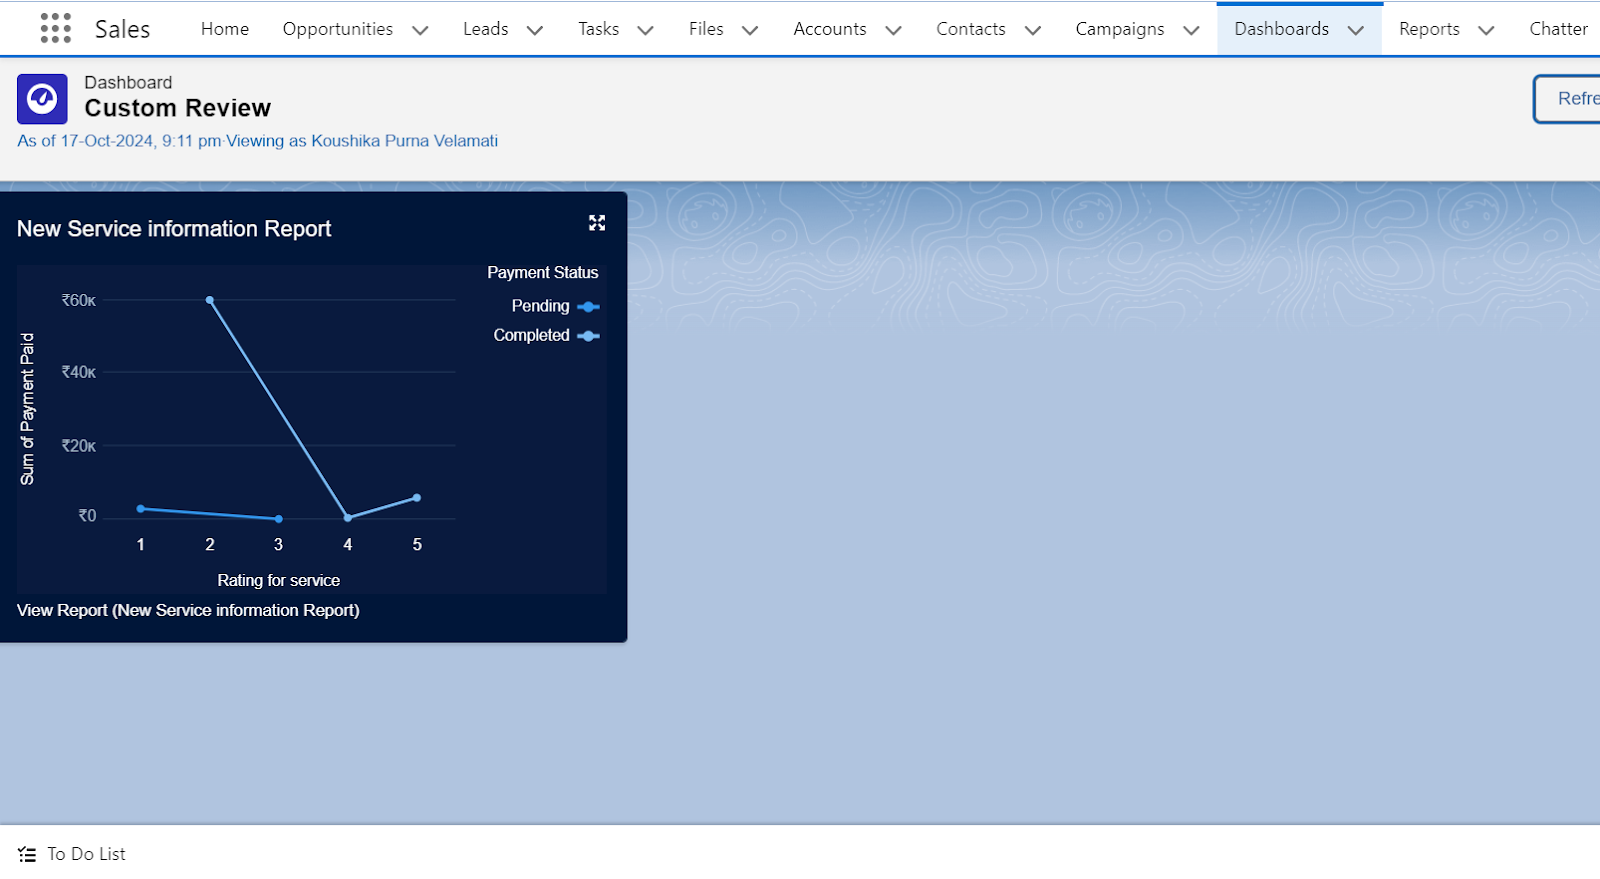 Sales Home Opportunities Leads Tasks Files Accounts Contacts Campaigns Dashboards Reports Chatter
Dashboard
Custom Review
Refre
As of 17-Oct-2024, 9:11 pm·Viewing as Koushika Purna Velamati
New Service information Report
Payment Status
Pending
Completed
Sum of Payment Paid
₹60K
₹40K
₹20K
₹0
1 2 3 4 5
Rating for service
View Report (New Service information Report)
To Do List